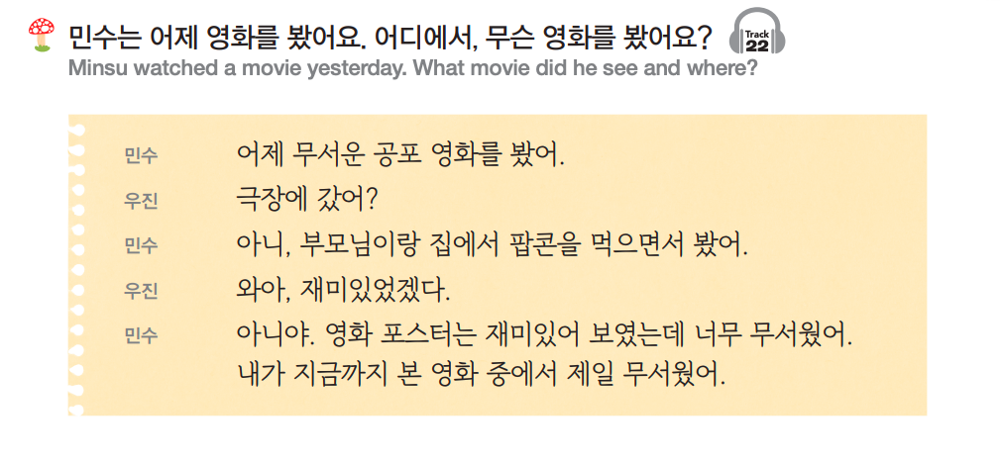 민수는 어제 영화를 봤어요. 어디에서, 무슨 영화를 봤어요?
Track
22
Minsu watched a movie yesterday. What movie did he see and where?
민수 어제 무서운 공포 영화를 봤어.
우진 극장에 갔어?
민수 아니, 부모님이랑 집에서 팝콘을 먹으면서 봤어.
우진 와아, 재미있었겠다.
민수 아니야. 영화 포스터는 재미있어 보였는데 너무 무서웠어.
내가 지금까지 본 영화 중에서 제일 무서웠어.